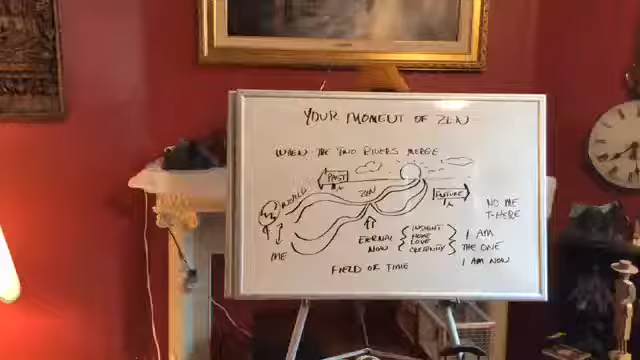 YOUR MOMENT OF ZEN
WHEN THE TWO RIVERS MERGE
PAST
WORLD
ZEN
FUTURE
NO ME
T-HERE
ME
ETERNAL
NOW
INSIGHT
HOPE
LOVE
CREATIVITY
I AM
THE ONE
I AM NOW
FIELD OF TIME